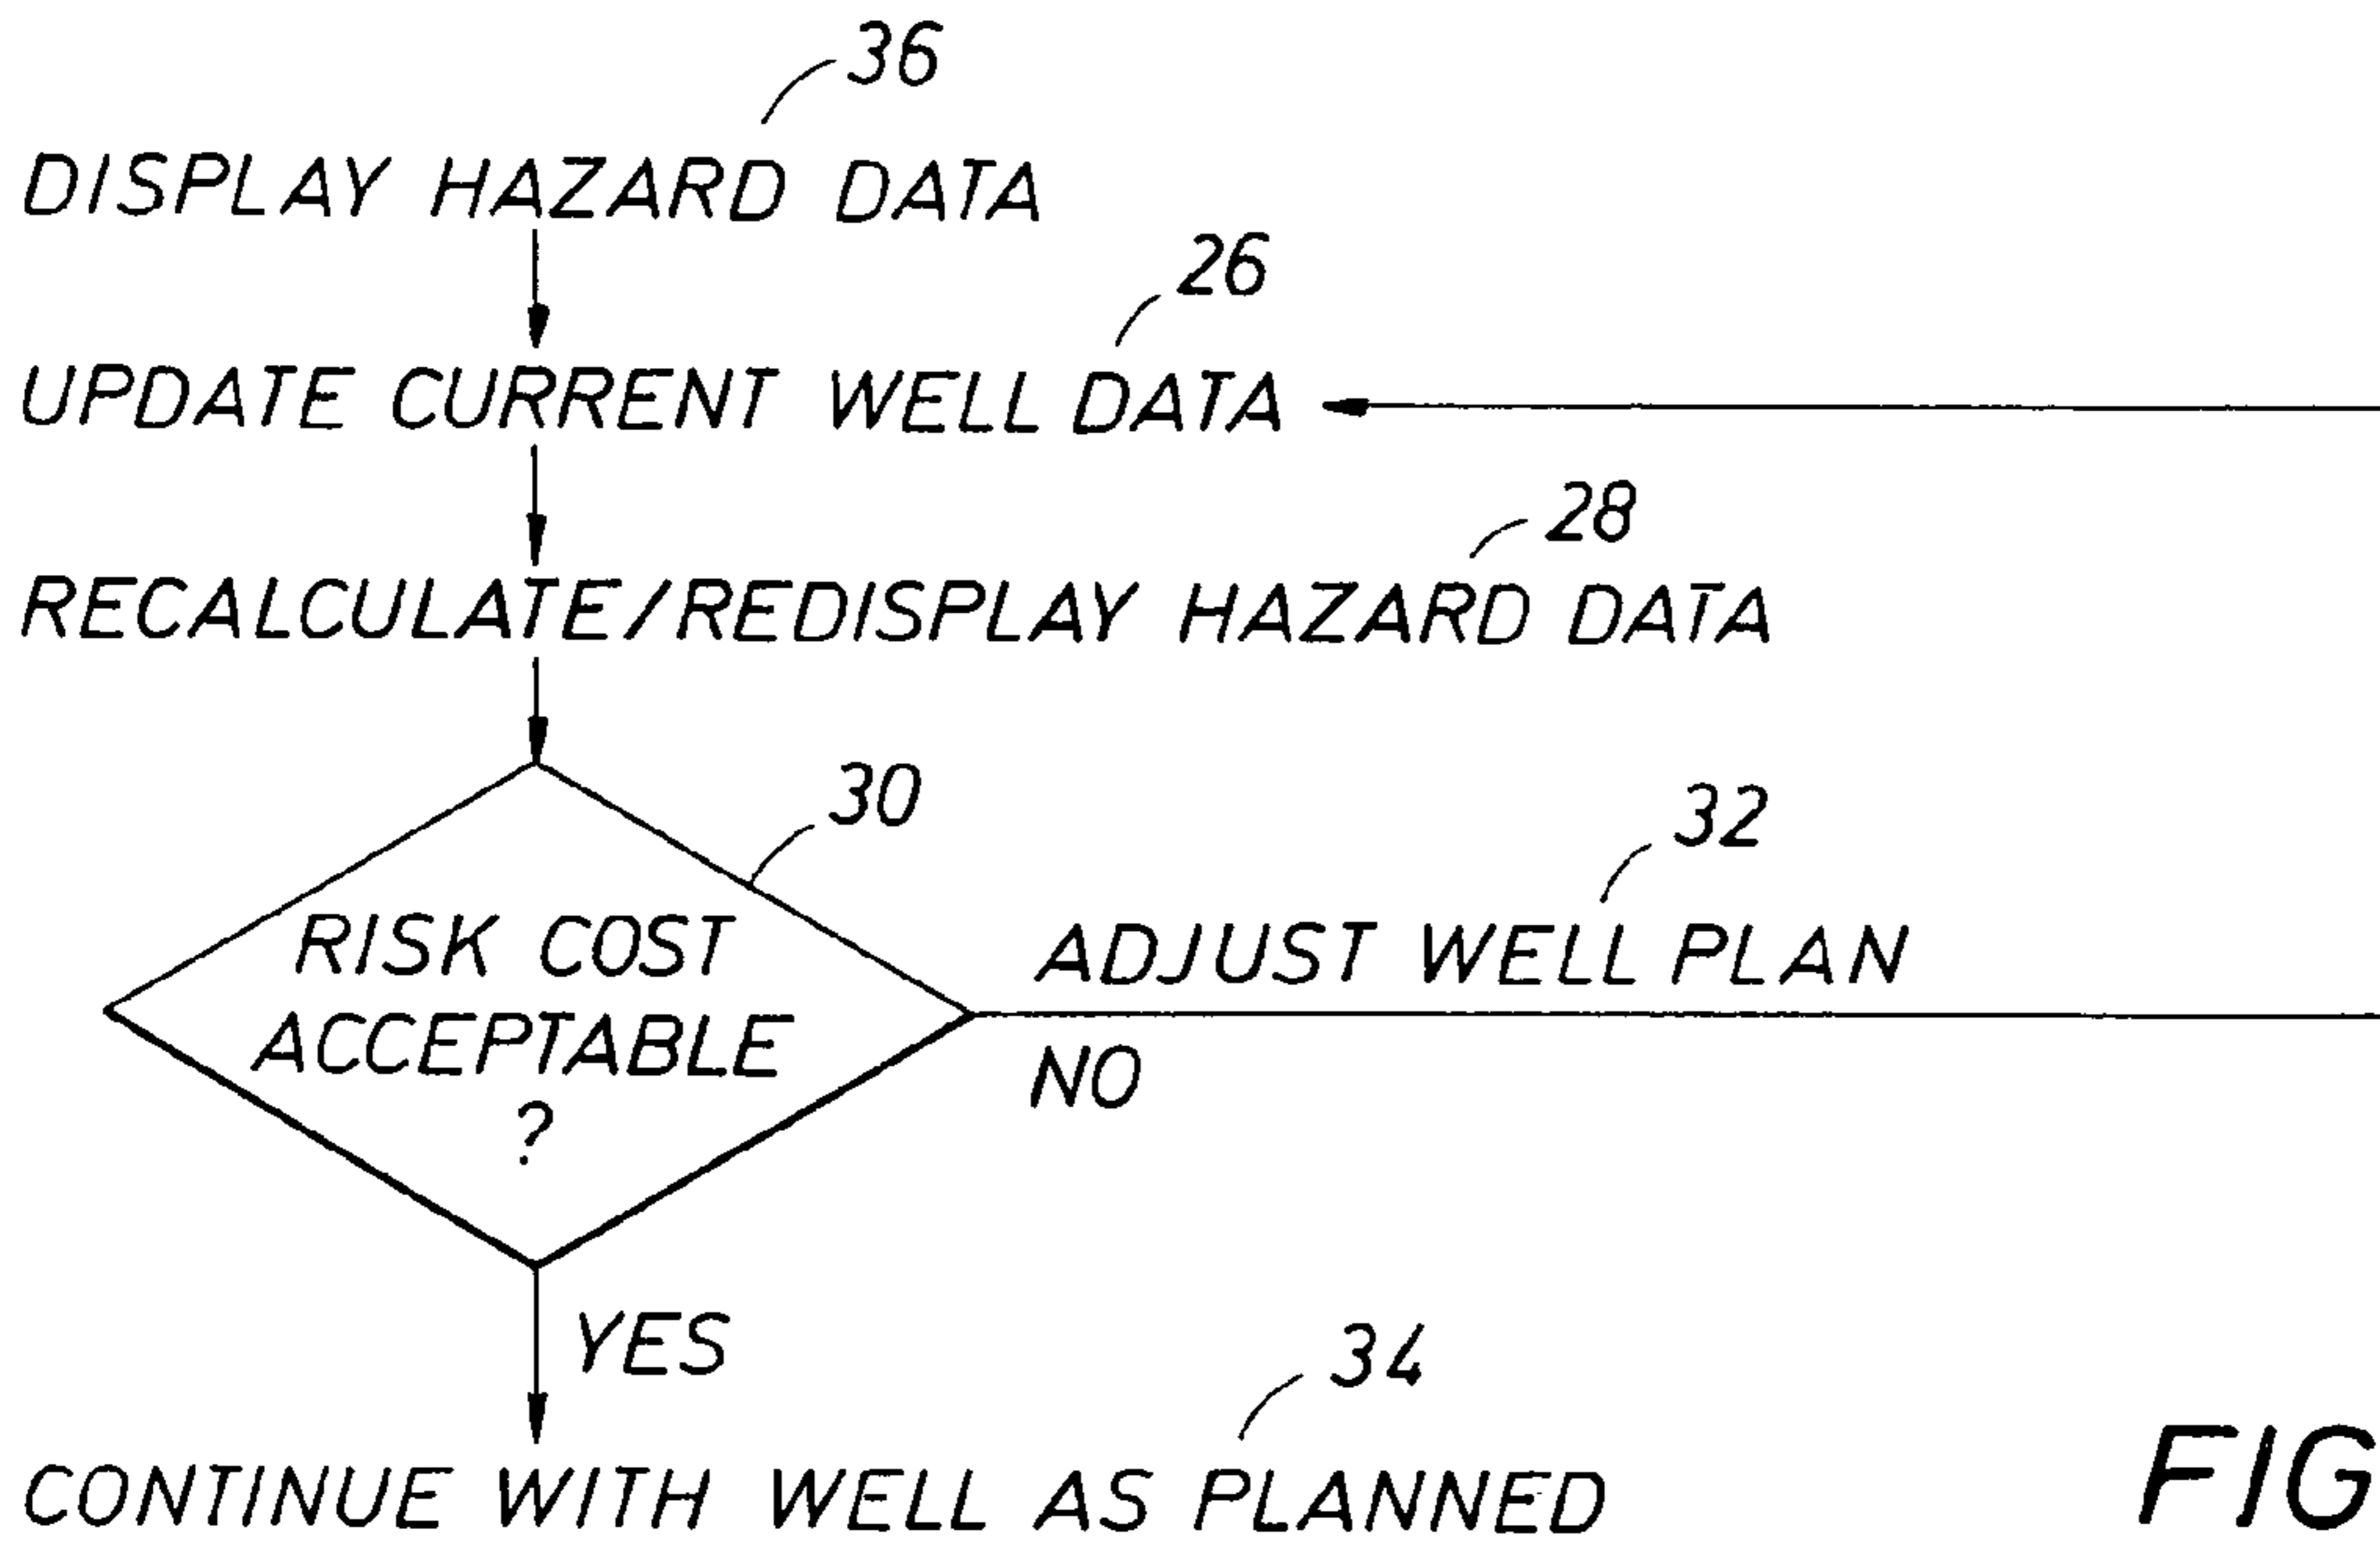 36
DISPLAY HAZARD DATA
26
UPDATE CURRENT WELL DATA
28
RECALCULATE/REDISPLAY HAZARD DATA
30
RISK COST
ACCEPTABLE
?
32
ADJUST WELL PLAN
NO
YES
34
CONTINUE WITH WELL AS PLANNED
FIG